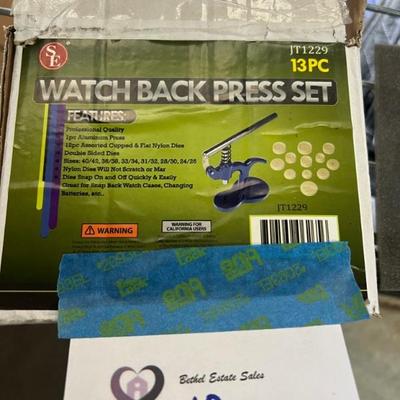 SE
JT1229
13PC
WATCH BACK PRESS SET
FEATURES:
Professional Quality
1pc Aluminum Press
12pc Assorted Cupped & Flat Nylon Dies
Double Sided Dies
Sizes: 40/42, 36/38, 33/34, 31/32, 28/30, 24/26
Nylon Dies Will Not Scratch or Mar
Dies Snap On and Off Quickly & Easily
Great for Snap Back Watch Cases, Changing
Batteries, etc..
WARNING
WARNING FOR
CALIFORNIA USERS
JT1229
Bethel Estate Sales